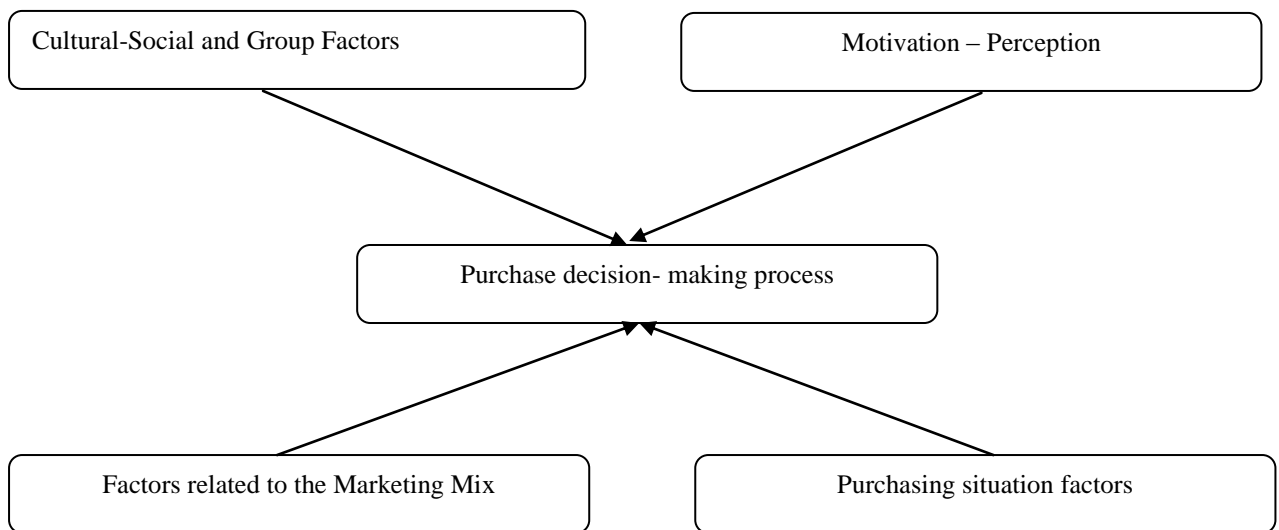 Cultural-Social and Group Factors
Motivation – Perception
Purchase decision- making process
Factors related to the Marketing Mix
Purchasing situation factors